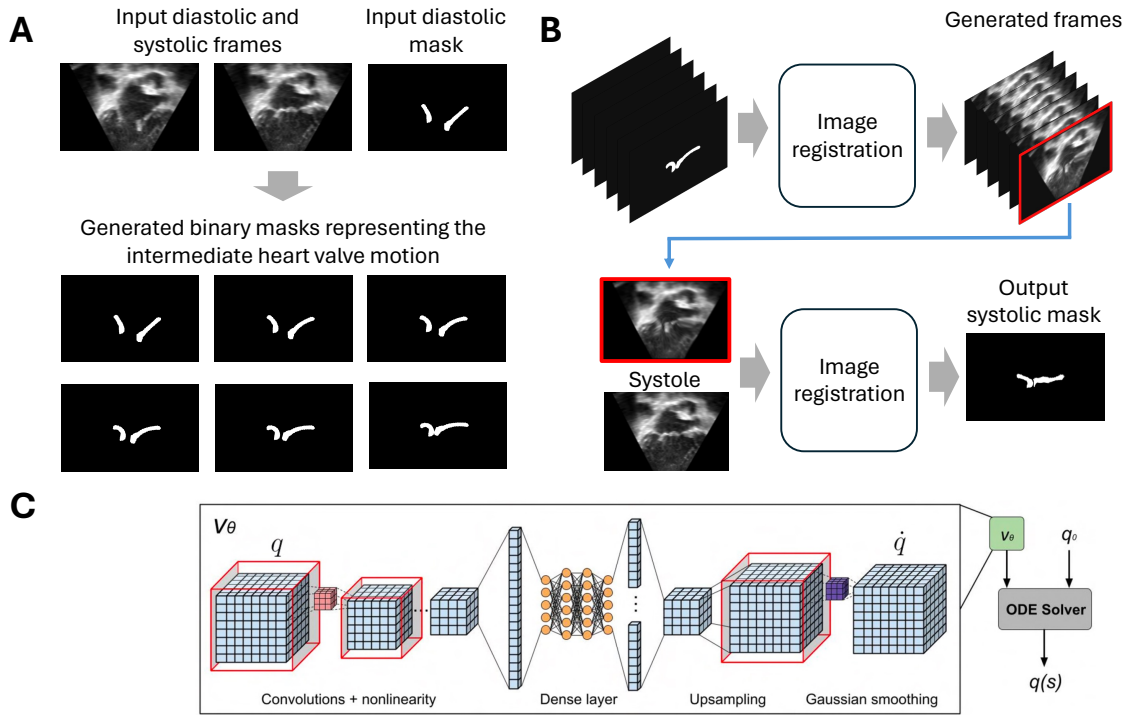 A
Input diastolic and
systolic frames
Input diastolic
mask
Generated binary masks representing the
intermediate heart valve motion
B
Generated frames
Image
registration
Systole
Image
registration
Output
systolic mask
C
vθ
q
q̇
Convolutions + nonlinearity
Dense layer
Upsampling
Gaussian smoothing
vθ
q₀
ODE Solver
q(s)